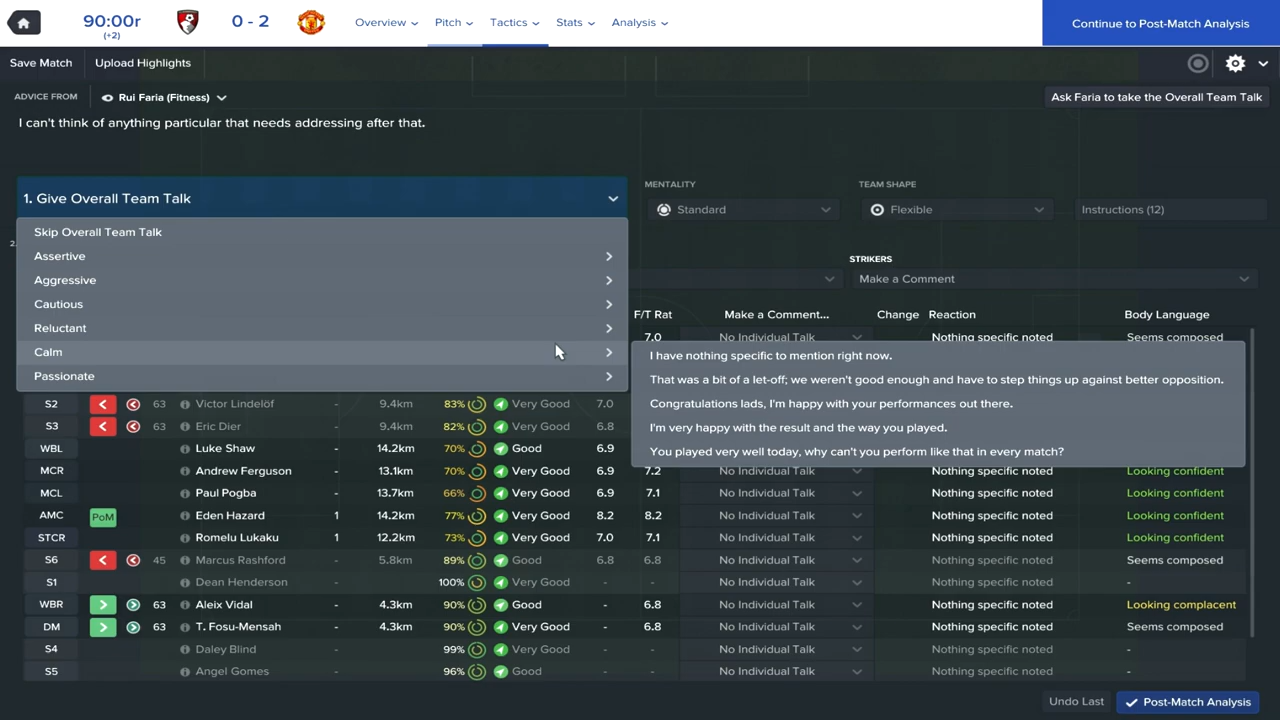 90:00r
(+2)
0 - 2
Overview
Pitch
Tactics
Stats
Analysis
Continue to Post-Match Analysis
Save Match
Upload Highlights
ADVICE FROM
Rui Faria (Fitness)
Ask Faria to take the Overall Team Talk
I can't think of anything particular that needs addressing after that.
1. Give Overall Team Talk
MENTALITY
Standard
TEAM SHAPE
Flexible
Instructions (12)
2.
Skip Overall Team Talk
Assertive
Aggressive
Cautious
Reluctant
Calm
Passionate
STRIKERS
Make a Comment
I have nothing specific to mention right now.
That was a bit of a let-off; we weren't good enough and have to step things up against better opposition.
Congratulations lads, I'm happy with your performances out there.
I'm very happy with the result and the way you played.
You played very well today, why can't you perform like that in every match?
F/T Rat Make a Comment... Change Reaction Body Language
7.0 No Individual Talk Nothing specific noted Seems composed
S2 63 Victor Lindelöf - 9.4km 83% Very Good 7.0
S3 63 Eric Dier - 9.4km 82% Very Good 6.8
WBL Luke Shaw - 14.2km 70% Good 6.9
MCR Andrew Ferguson - 13.1km 70% Good 6.9 7.2 No Individual Talk Nothing specific noted Looking confident
MCL Paul Pogba - 13.7km 66% Very Good 6.9 7.1 No Individual Talk Nothing specific noted Looking confident
AMC PoM Eden Hazard 1 14.2km 77% Very Good 8.2 8.2 No Individual Talk Nothing specific noted Looking confident
STCR Romelu Lukaku 1 12.2km 73% Very Good 7.0 7.1 No Individual Talk Nothing specific noted Looking confident
S6 45 Marcus Rashford - 5.8km 89% Good 6.8 6.8 No Individual Talk Nothing specific noted Seems composed
S1 Dean Henderson - 100% Very Good - - No Individual Talk Nothing specific noted -
WBR 63 Aleix Vidal - 4.3km 90% Good - 6.8 No Individual Talk Nothing specific noted Looking complacent
DM 63 T. Fosu-Mensah - 4.3km 90% Very Good - 6.8 No Individual Talk Nothing specific noted Seems composed
S4 Daley Blind - 99% Very Good - - No Individual Talk Nothing specific noted -
S5 Angel Gomes - 96% Good - - No Individual Talk Nothing specific noted -
Undo Last
Post-Match Analysis